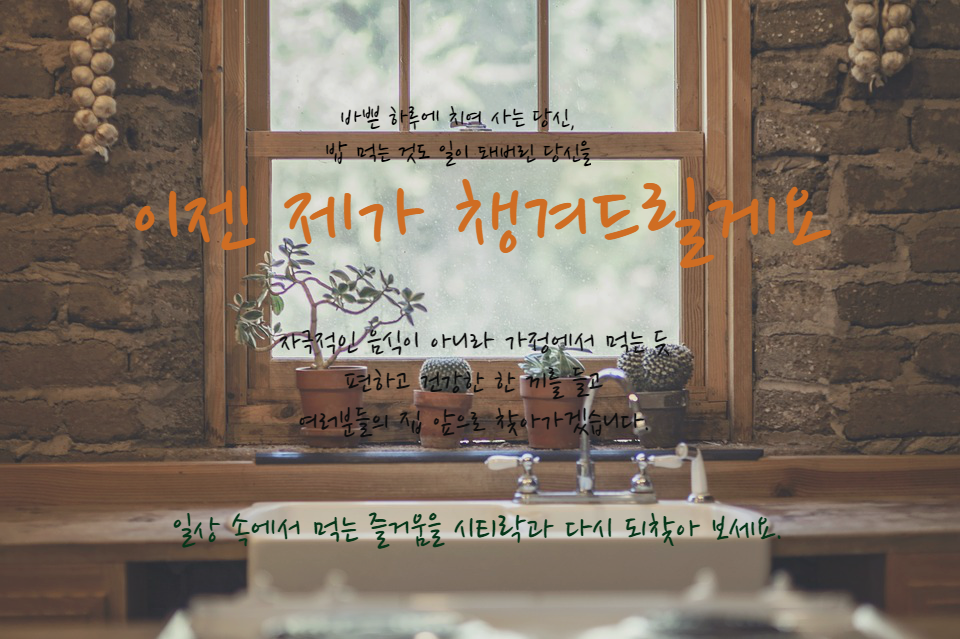 바쁜 하루에 치여 사는 당신,
밥 먹는 것도 일이 돼버린 당신을
이젠 제가 챙겨드릴게요
자극적인 음식이 아니라 가정에서 먹는 듯
편하고 건강한 한 끼를 들고
여러분들의 집 앞으로 찾아가겠습니다.
일상 속에서 먹는 즐거움을 시티락과 다시 되찾아 보세요.